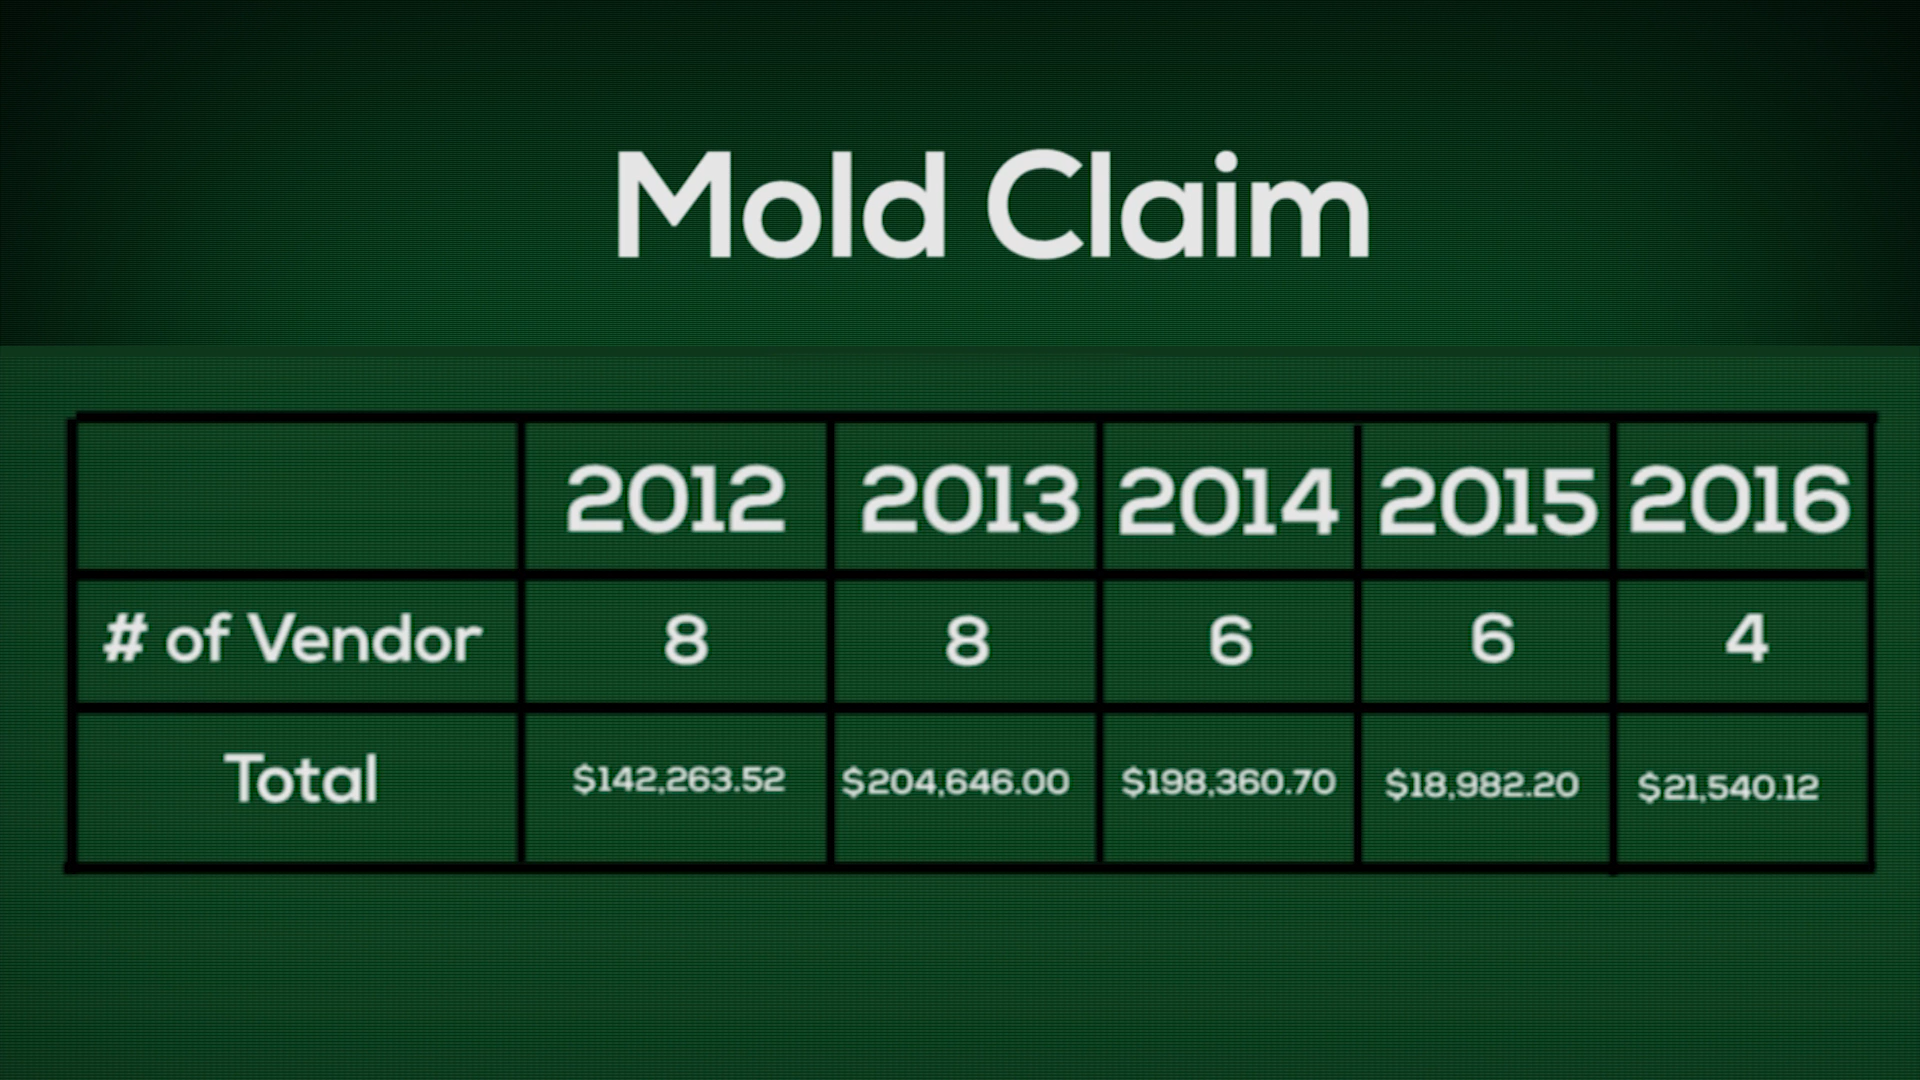 Mold Claim
2012 2013 2014 2015 2016
# of Vendor 8 8 6 6 4
Total $142,263.52 $204,646.00 $198,360.70 $18,982.20 $21,540.12